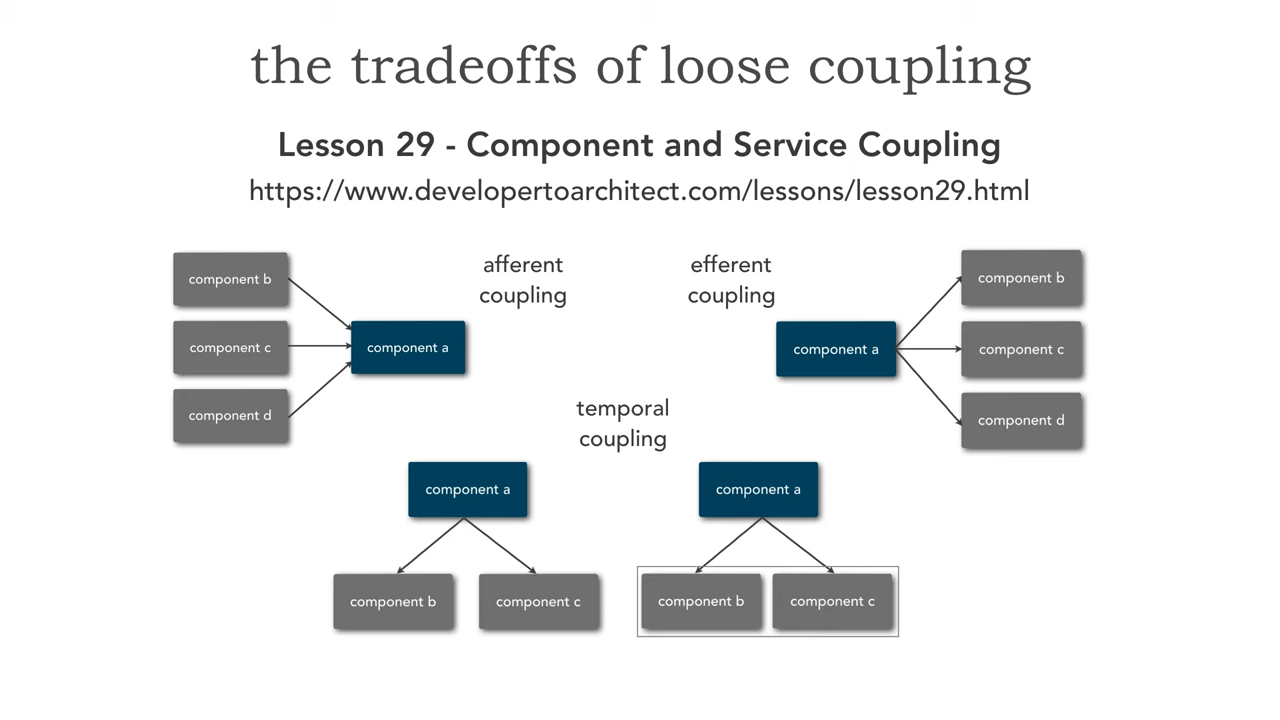 the tradeoffs of loose coupling
Lesson 29 - Component and Service Coupling
https://www.developertoarchitect.com/lessons/lesson29.html
component b
component c
component d
component a
afferent
coupling
efferent
coupling
component a
component b
component c
component d
temporal
coupling
component a
component b
component c
component a
component b
component c